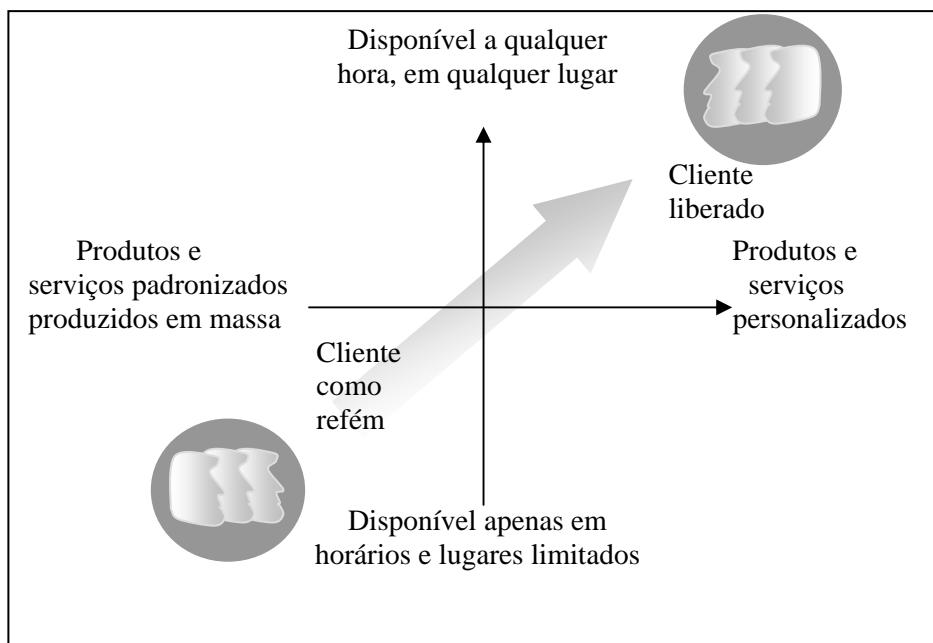 Disponível a qualquer
hora, em qualquer lugar
Cliente
liberado
Produtos e
serviços padronizados
produzidos em massa
Produtos e
serviços
personalizados
Cliente
como
refém
Disponível apenas em
horários e lugares limitados